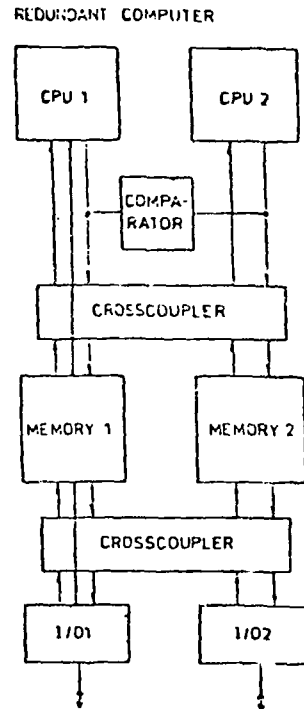 REDUNDANT COMPUTER
CPU 1
CPU 2
COMPA-
RATOR
CROSSCOUPLER
MEMORY 1
MEMORY 2
CROSSCOUPLER
I/O1
I/O2